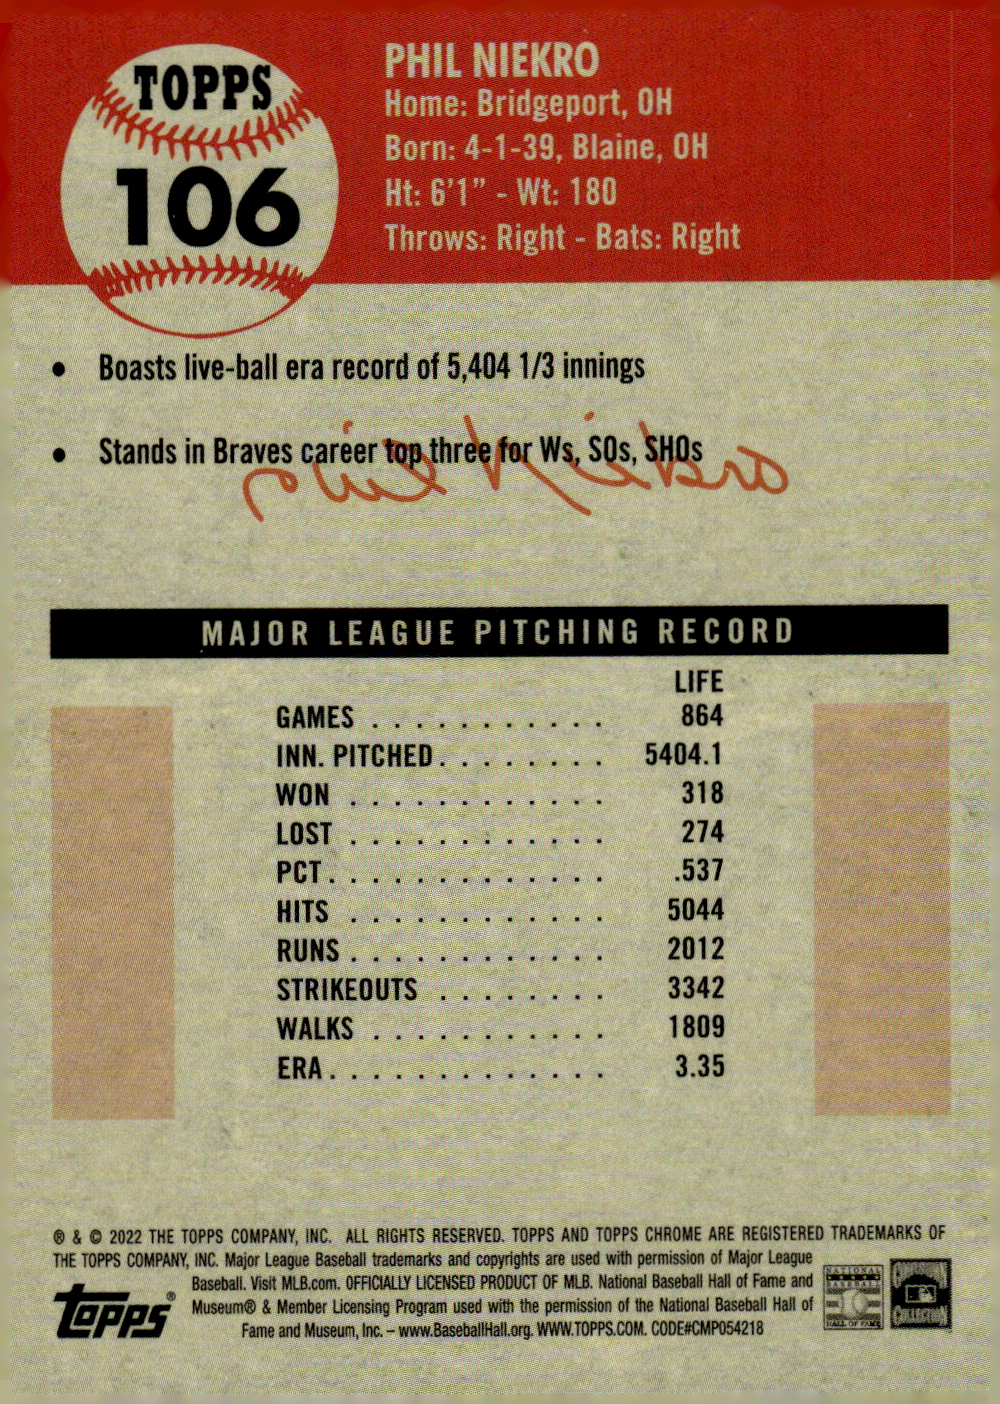 TOPPS
106
PHIL NIEKRO
Home: Bridgeport, OH
Born: 4-1-39, Blaine, OH
Ht: 6'1" - Wt: 180
Throws: Right - Bats: Right
• Boasts live-ball era record of 5,404 1/3 innings
• Stands in Braves career top three for Ws, SOs, SHOs
Phil Niekro
MAJOR LEAGUE PITCHING RECORD
LIFE
GAMES . . . . . . . . . . . 864
INN. PITCHED. . . . . . . . 5404.1
WON . . . . . . . . . . . . 318
LOST . . . . . . . . . . . . 274
PCT. . . . . . . . . . . . . .537
HITS . . . . . . . . . . . . 5044
RUNS . . . . . . . . . . . . 2012
STRIKEOUTS . . . . . . . . 3342
WALKS . . . . . . . . . . . 1809
ERA. . . . . . . . . . . . . 3.35
® & © 2022 THE TOPPS COMPANY, INC. ALL RIGHTS RESERVED. TOPPS AND TOPPS CHROME ARE REGISTERED TRADEMARKS OF
THE TOPPS COMPANY, INC. Major League Baseball trademarks and copyrights are used with permission of Major League
Baseball. Visit MLB.com. OFFICIALLY LICENSED PRODUCT OF MLB. National Baseball Hall of Fame and
Museum® & Member Licensing Program used with the permission of the National Baseball Hall of
Fame and Museum, Inc. – www.BaseballHall.org. WWW.TOPPS.COM. CODE#CMP054218
topps®
NATIONAL
BASEBALL
HALL OF FAME
COLLECTION